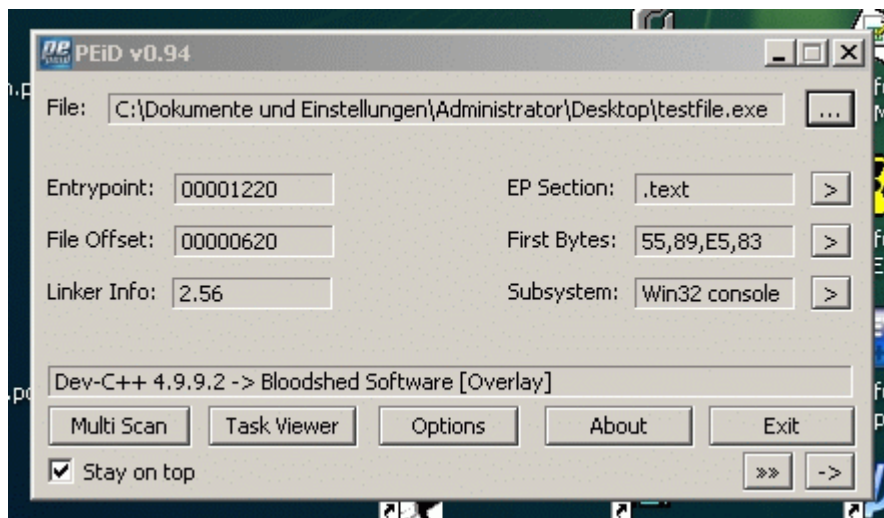 PEiD v0.94
File: C:\Dokumente und Einstellungen\Administrator\Desktop\testfile.exe ...
Entrypoint: 00001220 EP Section: .text >
File Offset: 00000620 First Bytes: 55,89,E5,83 >
Linker Info: 2.56 Subsystem: Win32 console >
Dev-C++ 4.9.9.2 -> Bloodshed Software [Overlay]
Multi Scan Task Viewer Options About Exit
Stay on top »» ->